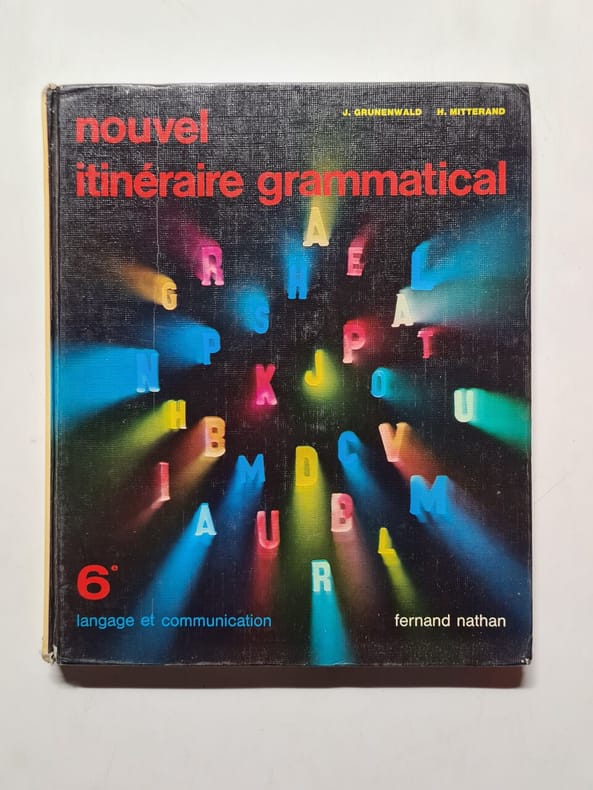 J. GRUNENWALD H. MITTERAND
nouvel
itinéraire grammatical
A
R H E L
G S A
N P P T
K J O U
H B V
I M D C M
A U B L
R
6e
langage et communication
fernand nathan